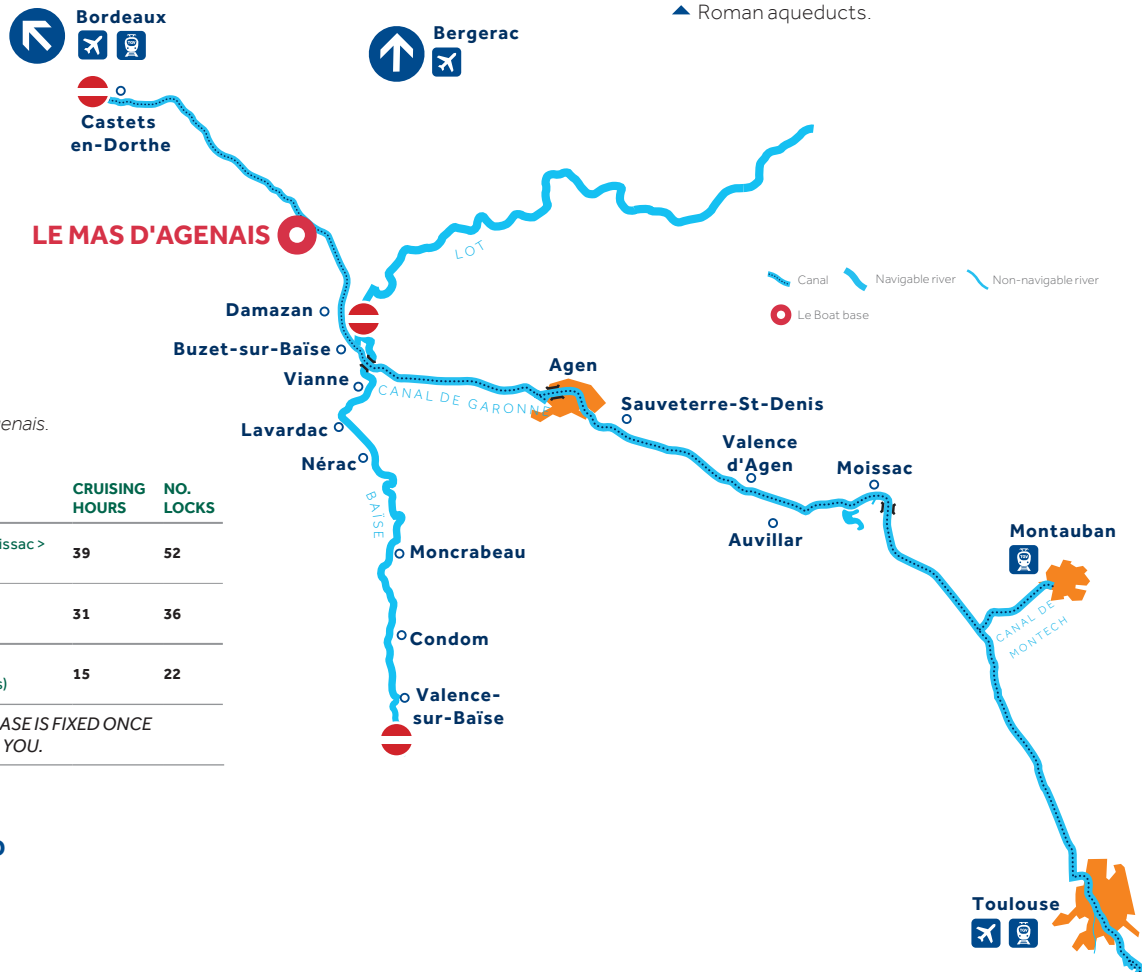 Roman aqueducts.
Bordeaux
TGV
Bergerac
Castets
en-Dorthe
LE MAS D'AGENAIS
LOT
Canal
Navigable river
Non-navigable river
Le Boat base
Damazan
Buzet-sur-Baïse
Vianne
CANAL DE GARONNE
Agen
Sauveterre-St-Denis
Lavardac
Nérac
Valence
d'Agen
Moissac
Auvillar
BAÏSE
Moncrabeau
Montauban
TGV
CANAL DE
MONTECH
Condom
Valence-
sur-Baïse
Toulouse
TGV
enais.
CRUISING NO.
HOURS LOCKS
issac > 39 52
31 36
15 22
s)
ASE IS FIXED ONCE
YOU.